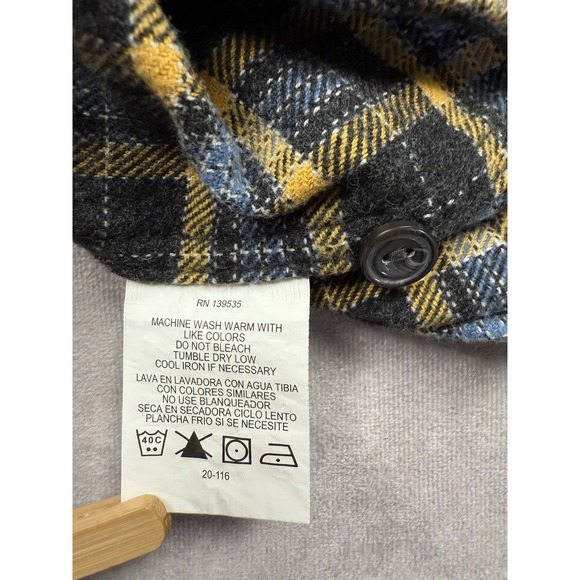 RN 139535
MACHINE WASH WARM WITH
LIKE COLORS
DO NOT BLEACH
TUMBLE DRY LOW
COOL IRON IF NECESSARY
LAVA EN LAVADORA CON AGUA TIBIA
CON COLORES SIMILARES
NO USE BLANQUEADOR
SECA EN SECADORA CICLO LENTO
PLANCHA FRIO SI SE NECESITE
40C
20-116